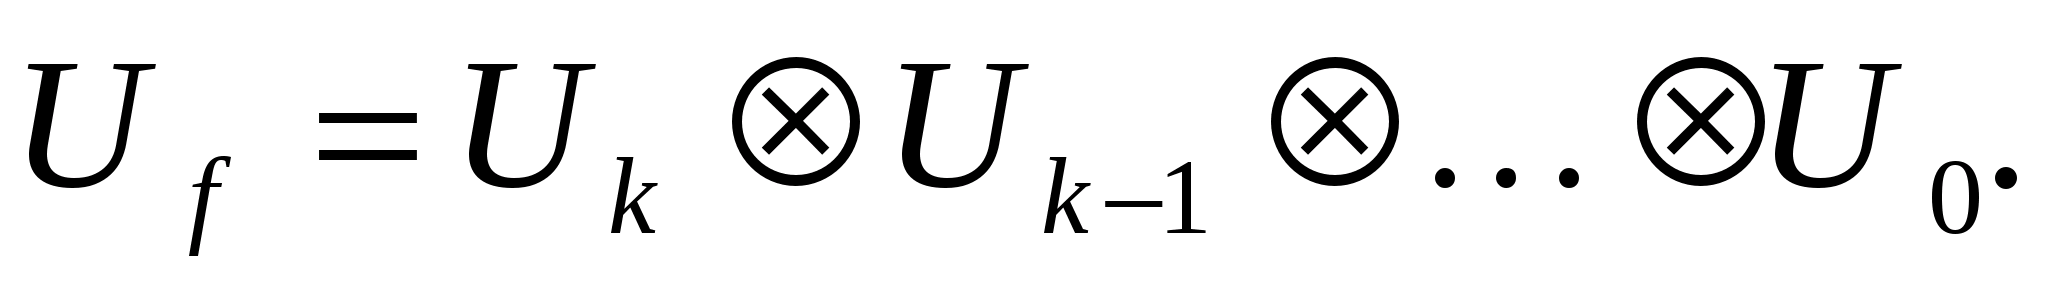 U_f = U_k ⊗ U_{k−1} ⊗ ... ⊗ U_0.